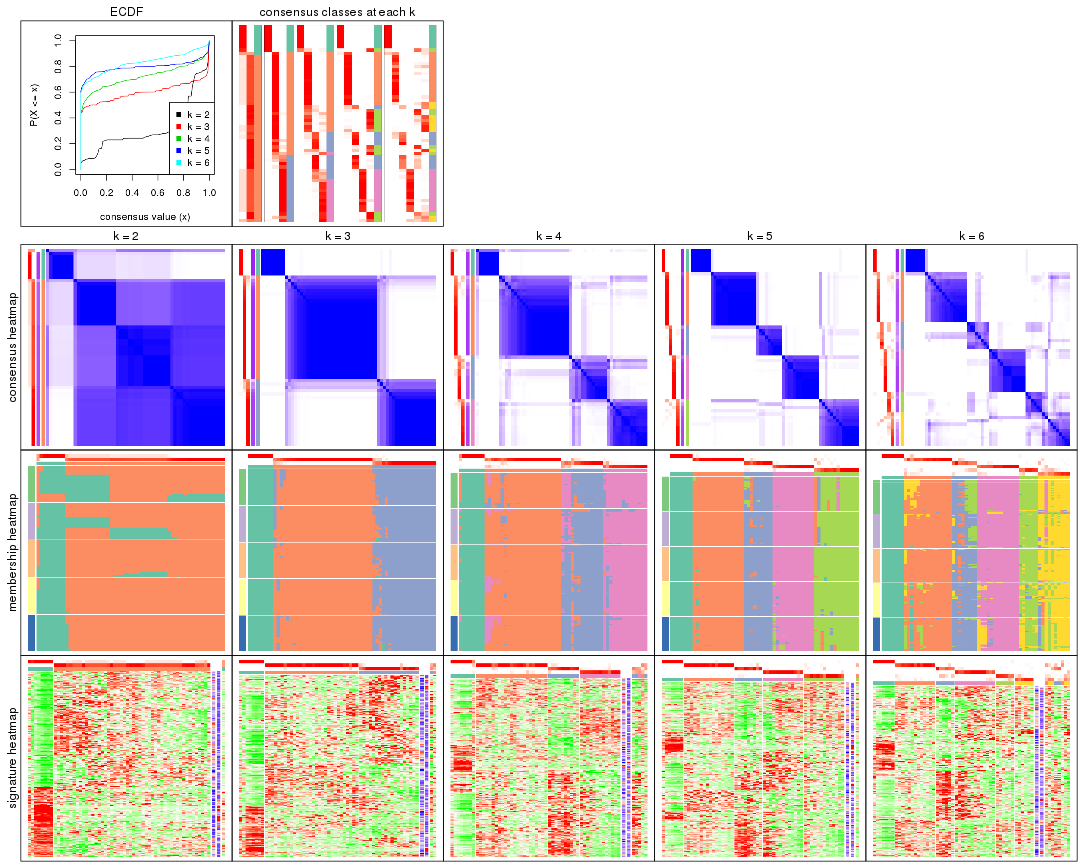 ECDF
consensus classes at each k
P(X <= x)
1.0
0.8
0.6
0.4
0.2
0.0
k = 2
k = 3
k = 4
k = 5
k = 6
0.0 0.2 0.4 0.6 0.8 1.0
consensus value (x)
k = 2 k = 3 k = 4 k = 5 k = 6
consensus heatmap
membership heatmap
signature heatmap